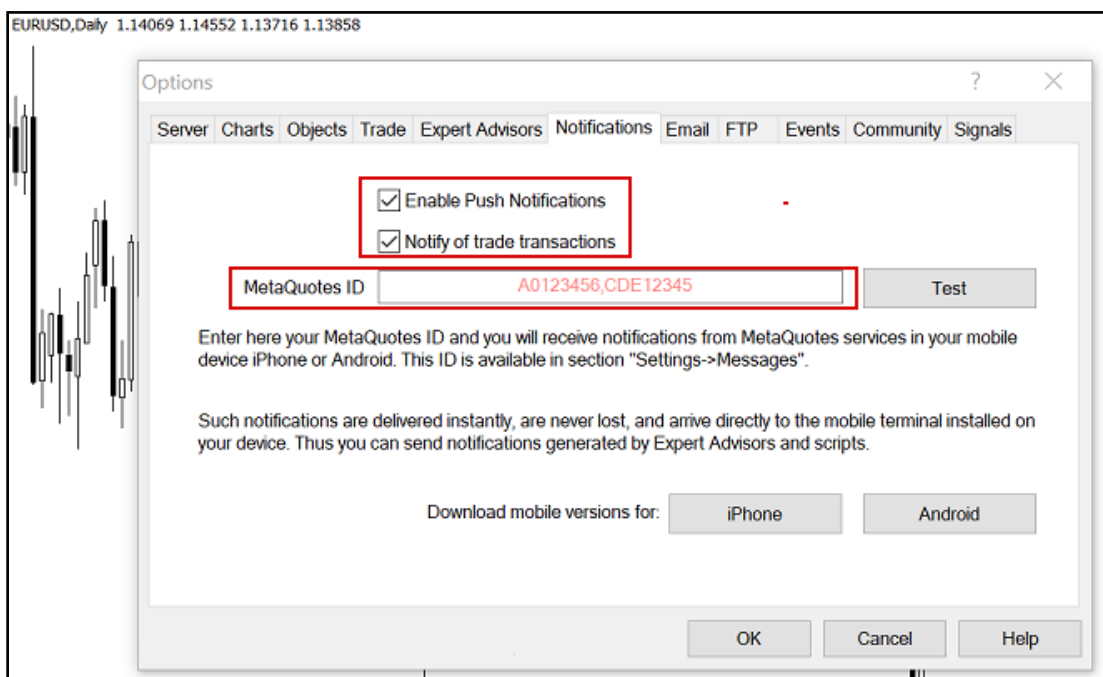 EURUSD,Daily 1.14069 1.14552 1.13716 1.13858
Options
Server Charts Objects Trade Expert Advisors Notifications Email FTP Events Community Signals
Enable Push Notifications
Notify of trade transactions
MetaQuotes ID A0123456,CDE12345 Test
Enter here your MetaQuotes ID and you will receive notifications from MetaQuotes services in your mobile
device iPhone or Android. This ID is available in section "Settings->Messages".
Such notifications are delivered instantly, are never lost, and arrive directly to the mobile terminal installed on
your device. Thus you can send notifications generated by Expert Advisors and scripts.
Download mobile versions for: iPhone Android
OK Cancel Help